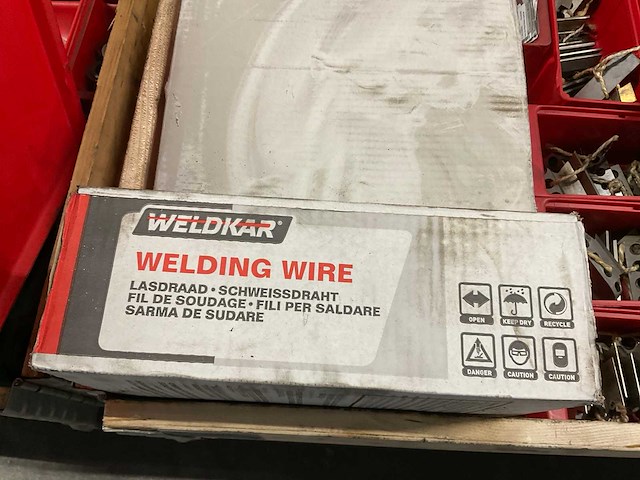 WELDKAR®
WELDING WIRE
LASDRAAD • SCHWEISSDRAHT
FIL DE SOUDAGE • FILI PER SALDARE
SARMA DE SUDARE
OPEN
KEEP DRY
RECYCLE
DANGER
CAUTION
CAUTION